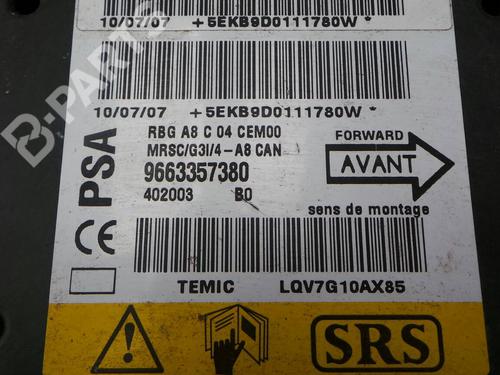 10/07/07 +5EKB9D0111780W*
10/07/07 +5EKB9D0111780W*
PSA
RBG A8 C 04 CEM00
MRSC/G3I/4-A8 CAN
9663357380
402003 B0
FORWARD
AVANT
sens de montage
CE
TEMIC LQV7G10AX85
SRS
B-PARTS